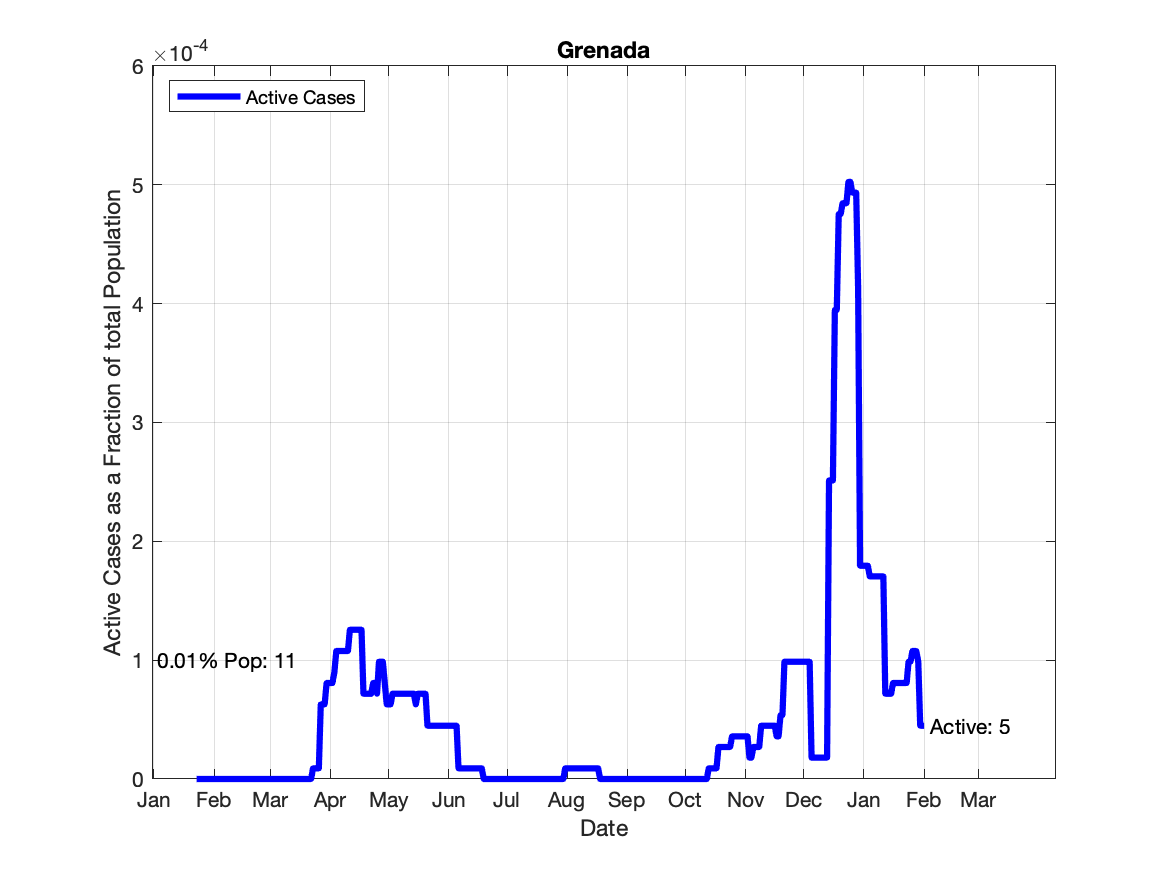 Grenada
×10^-4
Active Cases
6
5
4
3
2
1
0
Active Cases as a Fraction of total Population
0.01% Pop: 11
Active: 5
Jan Feb Mar Apr May Jun Jul Aug Sep Oct Nov Dec Jan Feb Mar
Date